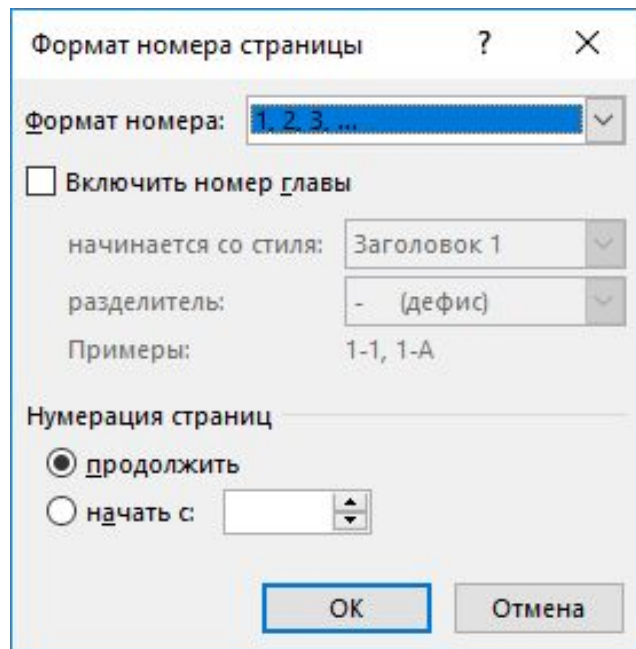 Формат номера страницы ? ×
Формат номера: 1, 2, 3, ...
Включить номер главы
начинается со стиля: Заголовок 1
разделитель: - (дефис)
Примеры: 1-1, 1-A
Нумерация страниц
продолжить
начать с:
ОК Отмена